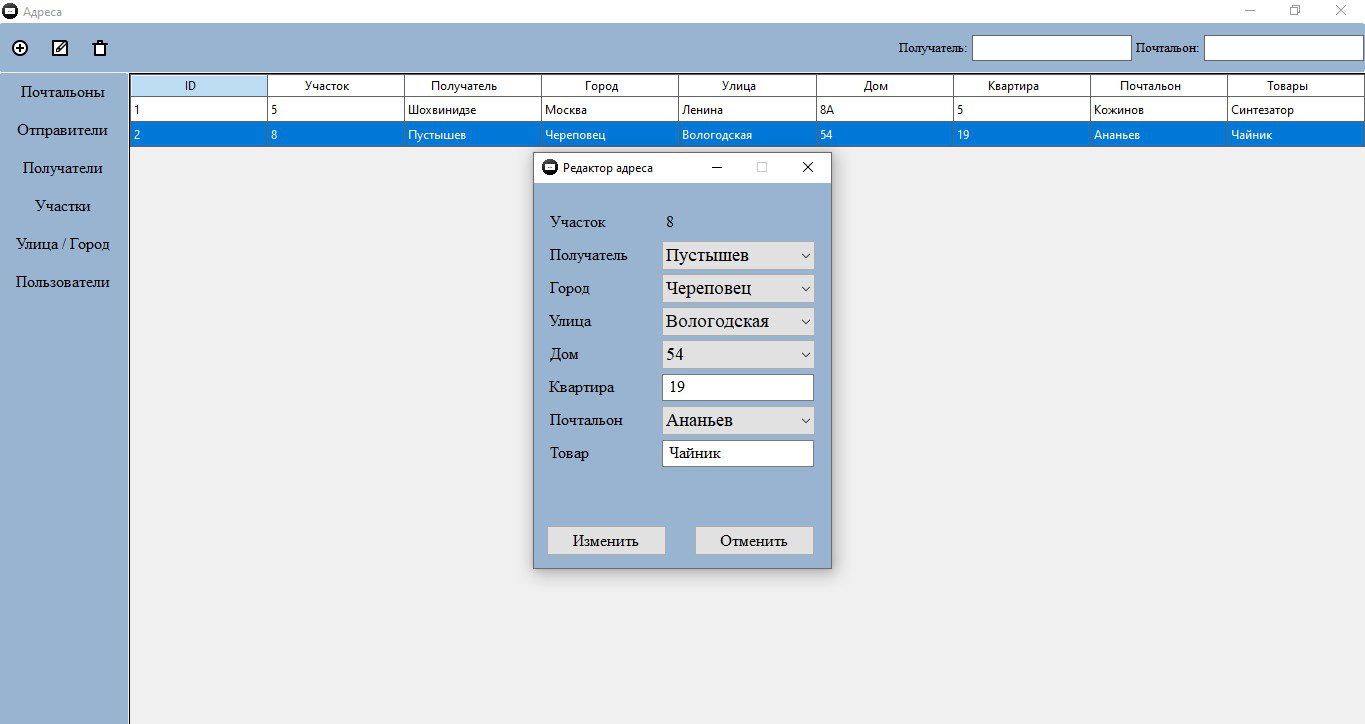 Адреса
Получатель: Почтальон:
Почтальоны
Отправители
Получатели
Участки
Улица / Город
Пользователи
ID Участок Получатель Город Улица Дом Квартира Почтальон Товары
1 5 Шохвинидзе Москва Ленина 8А 5 Кожинов Синтезатор
2 8 Пустышев Череповец Вологодская 54 19 Ананьев Чайник
Редактор адреса
Участок 8
Получатель Пустышев
Город Череповец
Улица Вологодская
Дом 54
Квартира 19
Почтальон Ананьев
Товар Чайник
Изменить Отменить